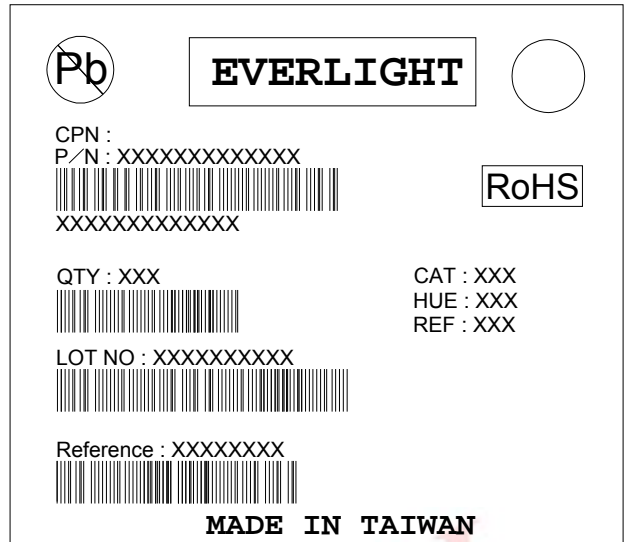 Pb
EVERLIGHT
CPN :
P/N : XXXXXXXXXXXXX
RoHS
XXXXXXXXXXXXX
QTY : XXX
CAT : XXX
HUE : XXX
REF : XXX
LOT NO : XXXXXXXXXX
Reference : XXXXXXXX
MADE IN TAIWAN